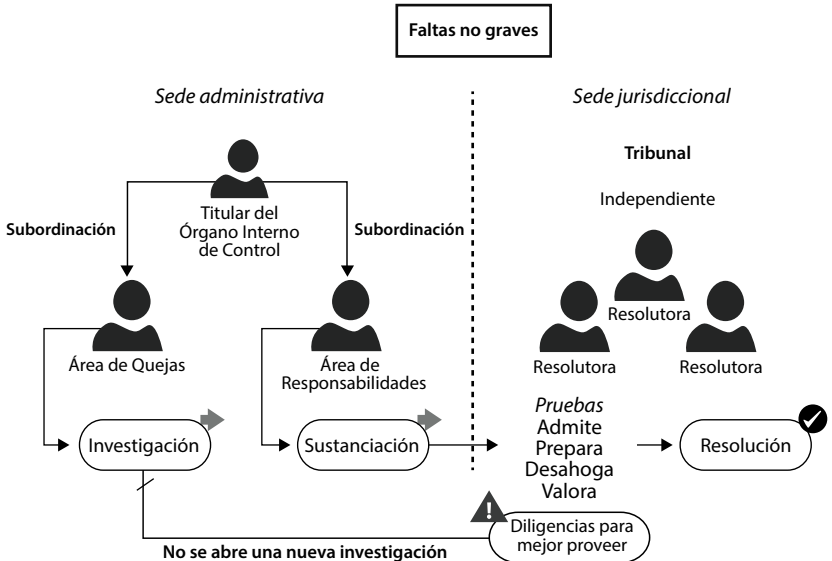 Faltas no graves
Sede administrativa
Sede jurisdiccional
Titular del
Órgano Interno
de Control
Subordinación
Subordinación
Área de Quejas
Área de
Responsabilidades
Investigación
Sustanciación
Tribunal
Independiente
Resolutora
Resolutora
Resolutora
Pruebas
Admite
Prepara
Desahoga
Valora
Resolución
Diligencias para
mejor proveer
No se abre una nueva investigación